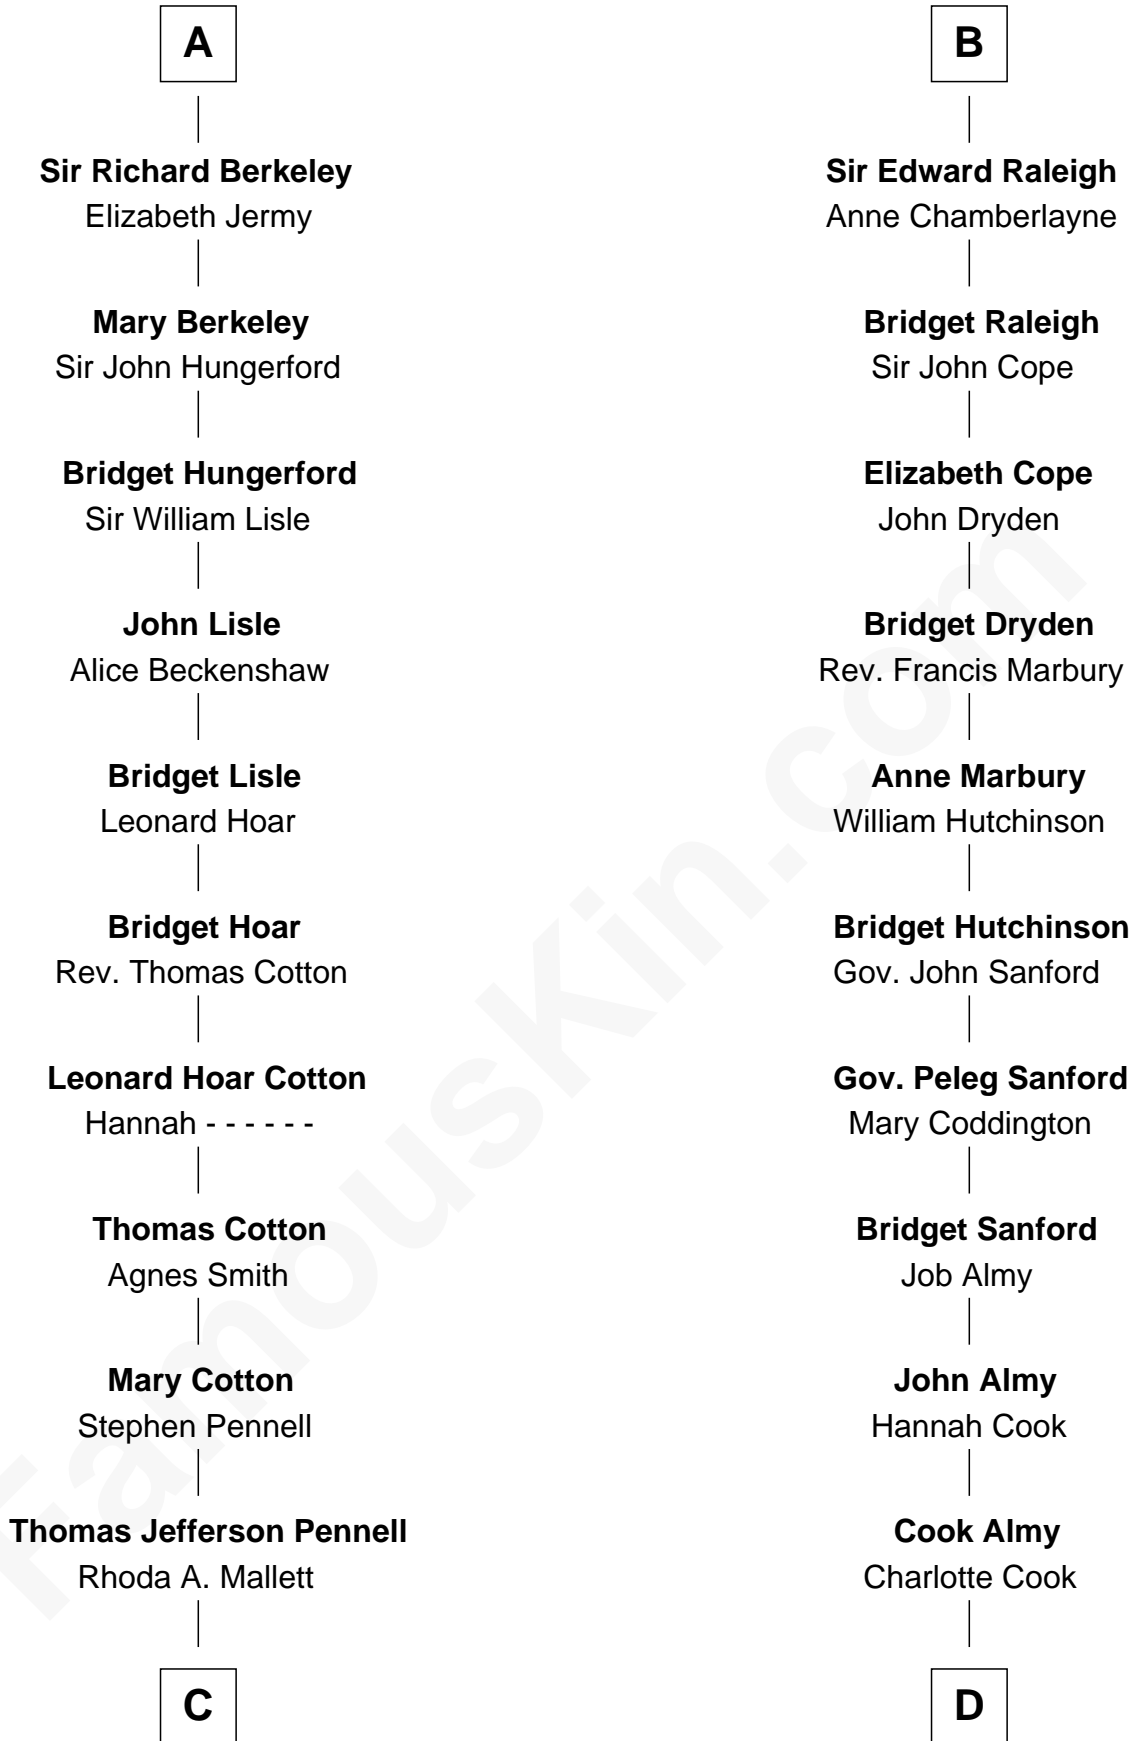 A
Sir Richard Berkeley
Elizabeth Jermy
Mary Berkeley
Sir John Hungerford
Bridget Hungerford
Sir William Lisle
John Lisle
Alice Beckenshaw
Bridget Lisle
Leonard Hoar
Bridget Hoar
Rev. Thomas Cotton
Leonard Hoar Cotton
Hannah - - - - - -
Thomas Cotton
Agnes Smith
Mary Cotton
Stephen Pennell
Thomas Jefferson Pennell
Rhoda A. Mallett
C
B
Sir Edward Raleigh
Anne Chamberlayne
Bridget Raleigh
Sir John Cope
Elizabeth Cope
John Dryden
Bridget Dryden
Rev. Francis Marbury
Anne Marbury
William Hutchinson
Bridget Hutchinson
Gov. John Sanford
Gov. Peleg Sanford
Mary Coddington
Bridget Sanford
Job Almy
John Almy
Hannah Cook
Cook Almy
Charlotte Cook
D
FamousKin.com